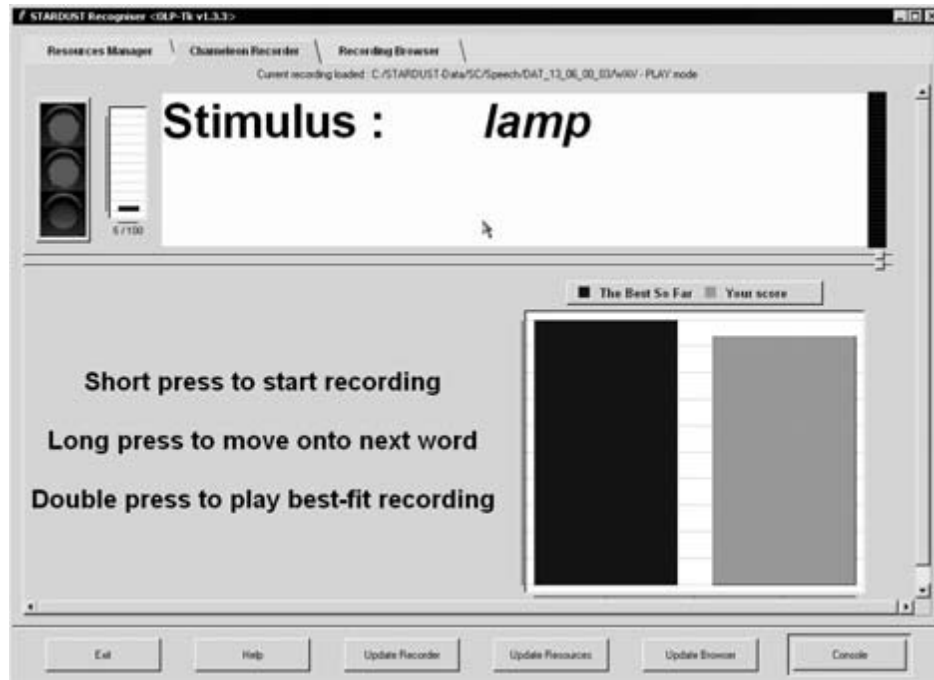 STARDUST Recogniser <OLP-Tk v1.3.3>
Resources Manager Chameleon Recorder Recording Browser
Current recording loaded : C:/STARDUST-Data/SC/Speech/DAT_13_06_00_03/WAV - PLAY mode
Stimulus : lamp
6 / 100
The Best So Far Your score
Short press to start recording
Long press to move onto next word
Double press to play best-fit recording
Exit Help Update Recorder Update Resources Update Browser Console